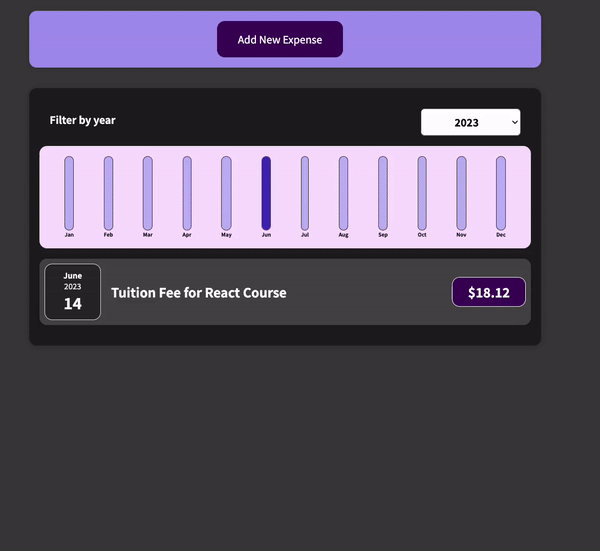 Add New Expense
Filter by year
2023
Jan Feb Mar Apr May Jun Jul Aug Sep Oct Nov Dec
June
2023
14
Tuition Fee for React Course
$18.12